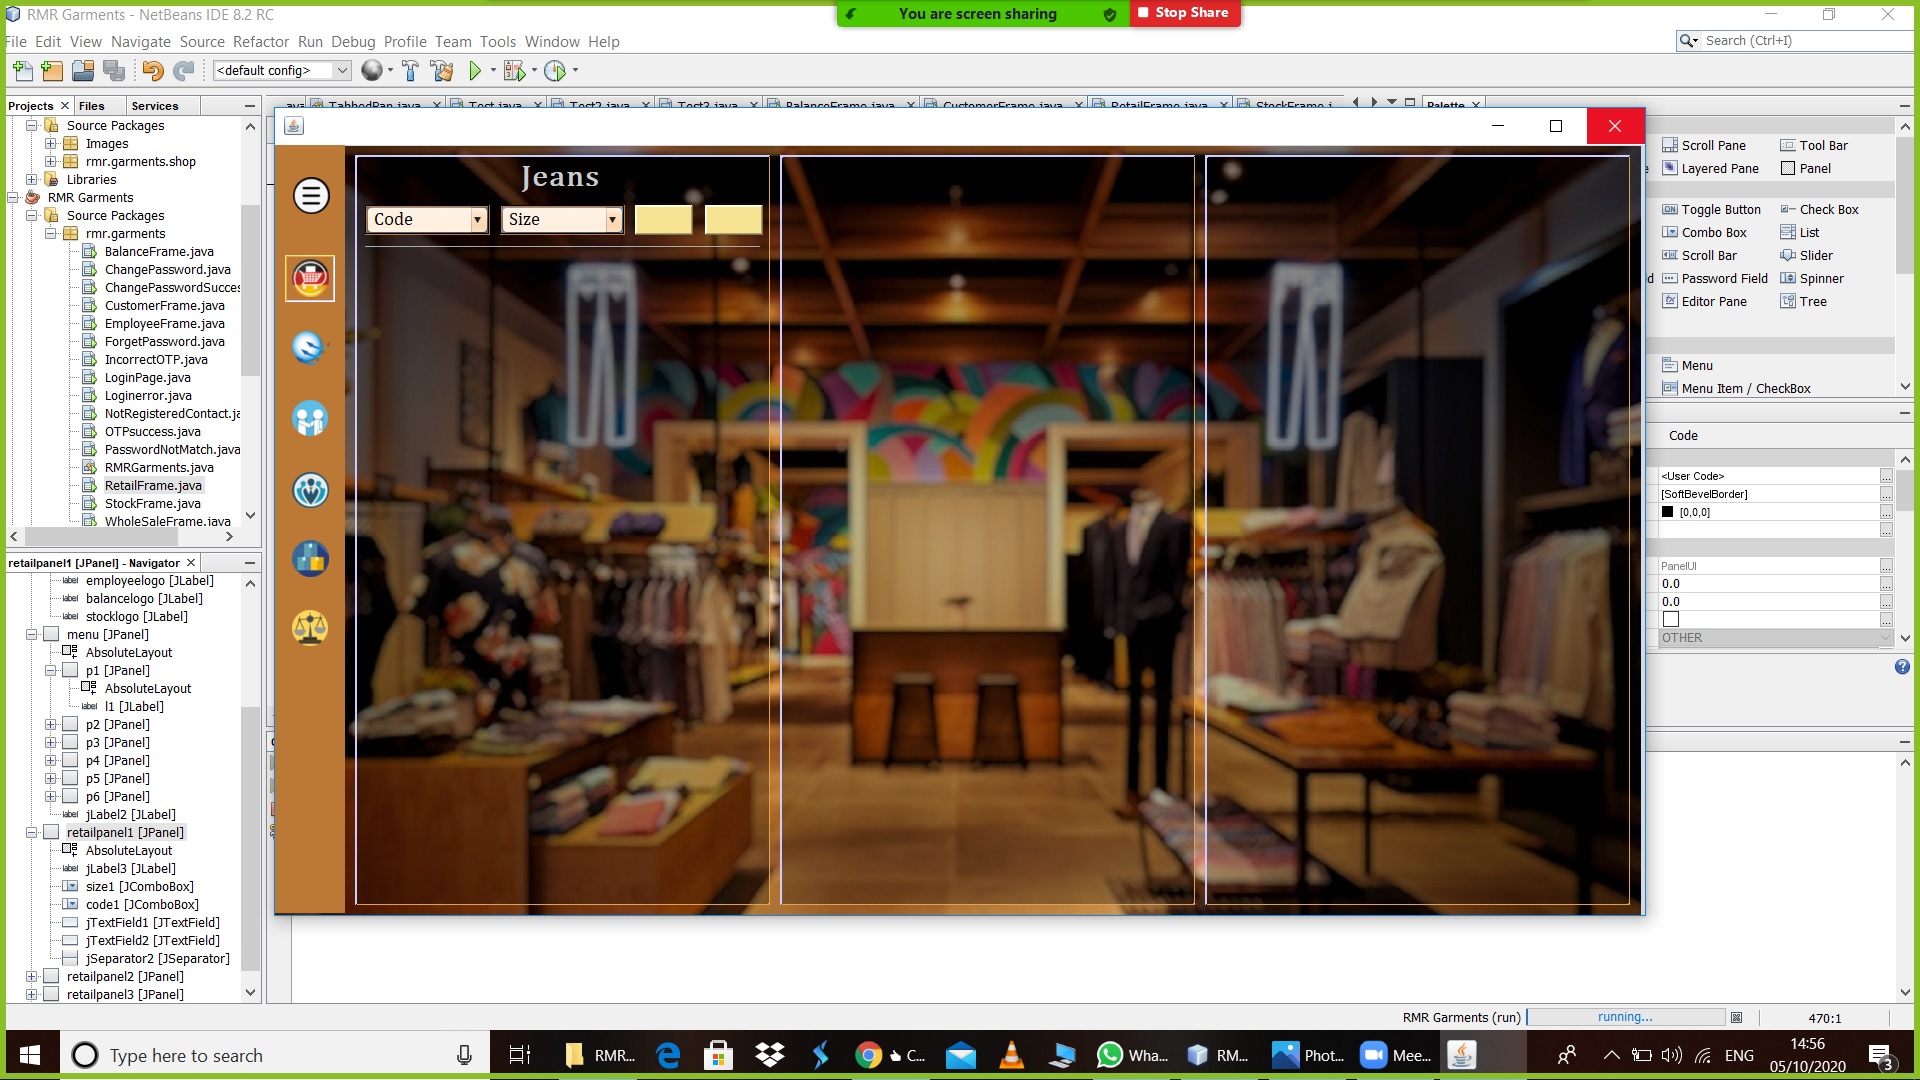 RMR Garments - NetBeans IDE 8.2 RC
You are screen sharing
Stop Share
File Edit View Navigate Source Refactor Run Debug Profile Team Tools Window Help
Search (Ctrl+I)
<default config>
Projects Files Services
TabbedPan.java Test.java Test2.java Test3.java BalanceFrame.java CustomerFrame.java RetailFrame.java StockFrame.j
Palette
Source Packages
Images
rmr.garments.shop
Libraries
RMR Garments
Source Packages
rmr.garments
BalanceFrame.java
ChangePassword.java
ChangePasswordSucces
CustomerFrame.java
EmployeeFrame.java
ForgetPassword.java
IncorrectOTP.java
LoginPage.java
Loginerror.java
NotRegisteredContact.ja
OTPsuccess.java
PasswordNotMatch.java
RMRGarments.java
RetailFrame.java
StockFrame.java
WholeSaleFrame.java
retailpanel1 [JPanel] - Navigator
employeelogo [JLabel]
balancelogo [JLabel]
stocklogo [JLabel]
menu [JPanel]
AbsoluteLayout
p1 [JPanel]
AbsoluteLayout
l1 [JLabel]
p2 [JPanel]
p3 [JPanel]
p4 [JPanel]
p5 [JPanel]
p6 [JPanel]
jLabel2 [JLabel]
retailpanel1 [JPanel]
AbsoluteLayout
jLabel3 [JLabel]
size1 [JComboBox]
code1 [JComboBox]
jTextField1 [JTextField]
jTextField2 [JTextField]
jSeparator2 [JSeparator]
retailpanel2 [JPanel]
retailpanel3 [JPanel]
Jeans
Code Size
Scroll Pane Tool Bar
Layered Pane Panel
Toggle Button Check Box
Combo Box List
Scroll Bar Slider
Password Field Spinner
Editor Pane Tree
Menu
Menu Item / CheckBox
Code
<User Code>
[SoftBevelBorder]
[0,0,0]
PanelUI
0.0
0.0
OTHER
RMR Garments (run) running... 470:1
Type here to search
RMR... C... Wha... RM... Phot... Mee...
ENG
14:56
05/10/2020
3